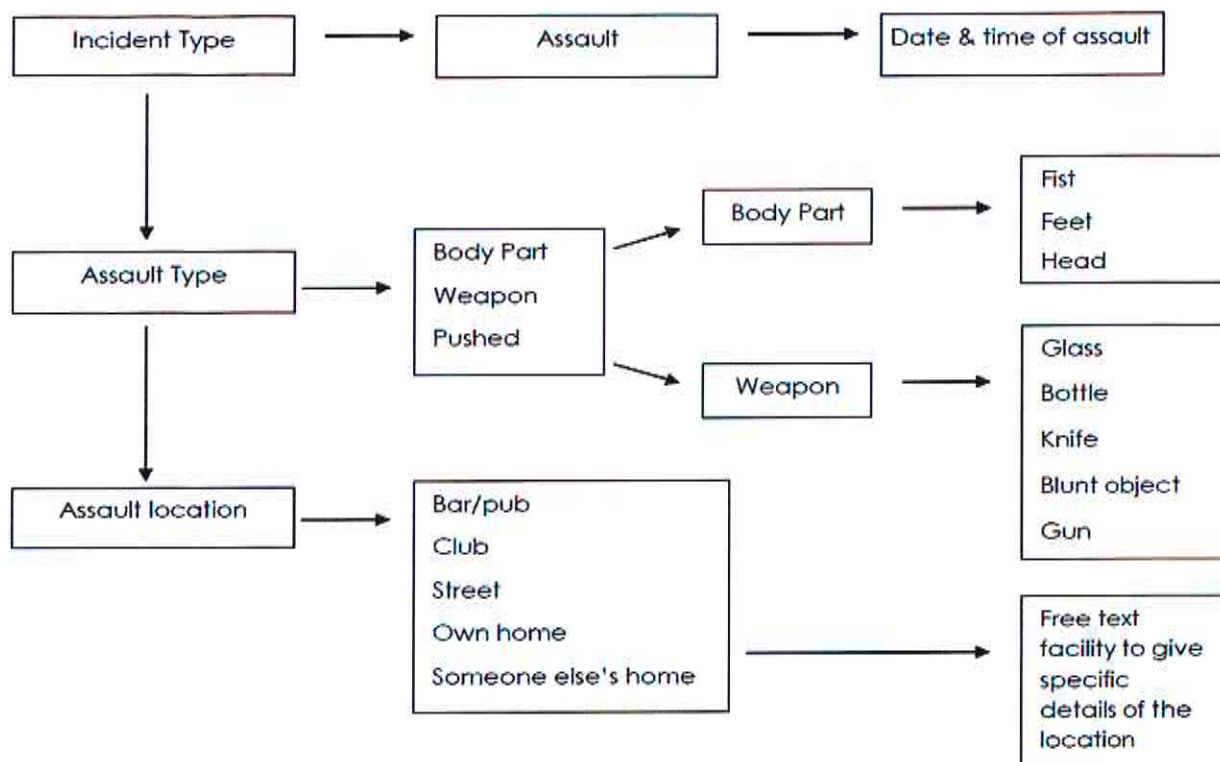 Incident Type
Assault
Date & time of assault
Assault Type
Body Part
Weapon
Pushed
Body Part
Fist
Feet
Head
Weapon
Glass
Bottle
Knife
Blunt object
Gun
Assault location
Bar/pub
Club
Street
Own home
Someone else's home
Free text
facility to give
specific
details of the
location